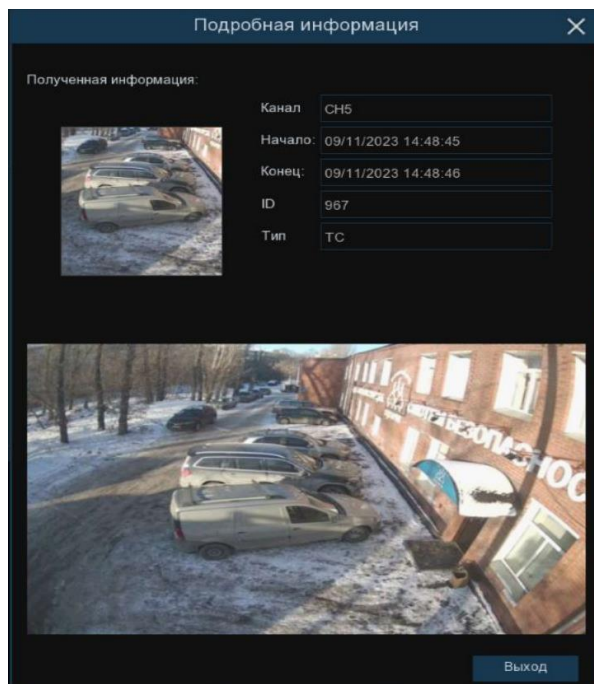 Подробная информация
Полученная информация:
Канал CH5
Начало: 09/11/2023 14:48:45
Конец: 09/11/2023 14:48:46
ID 967
Тип ТС
Выход